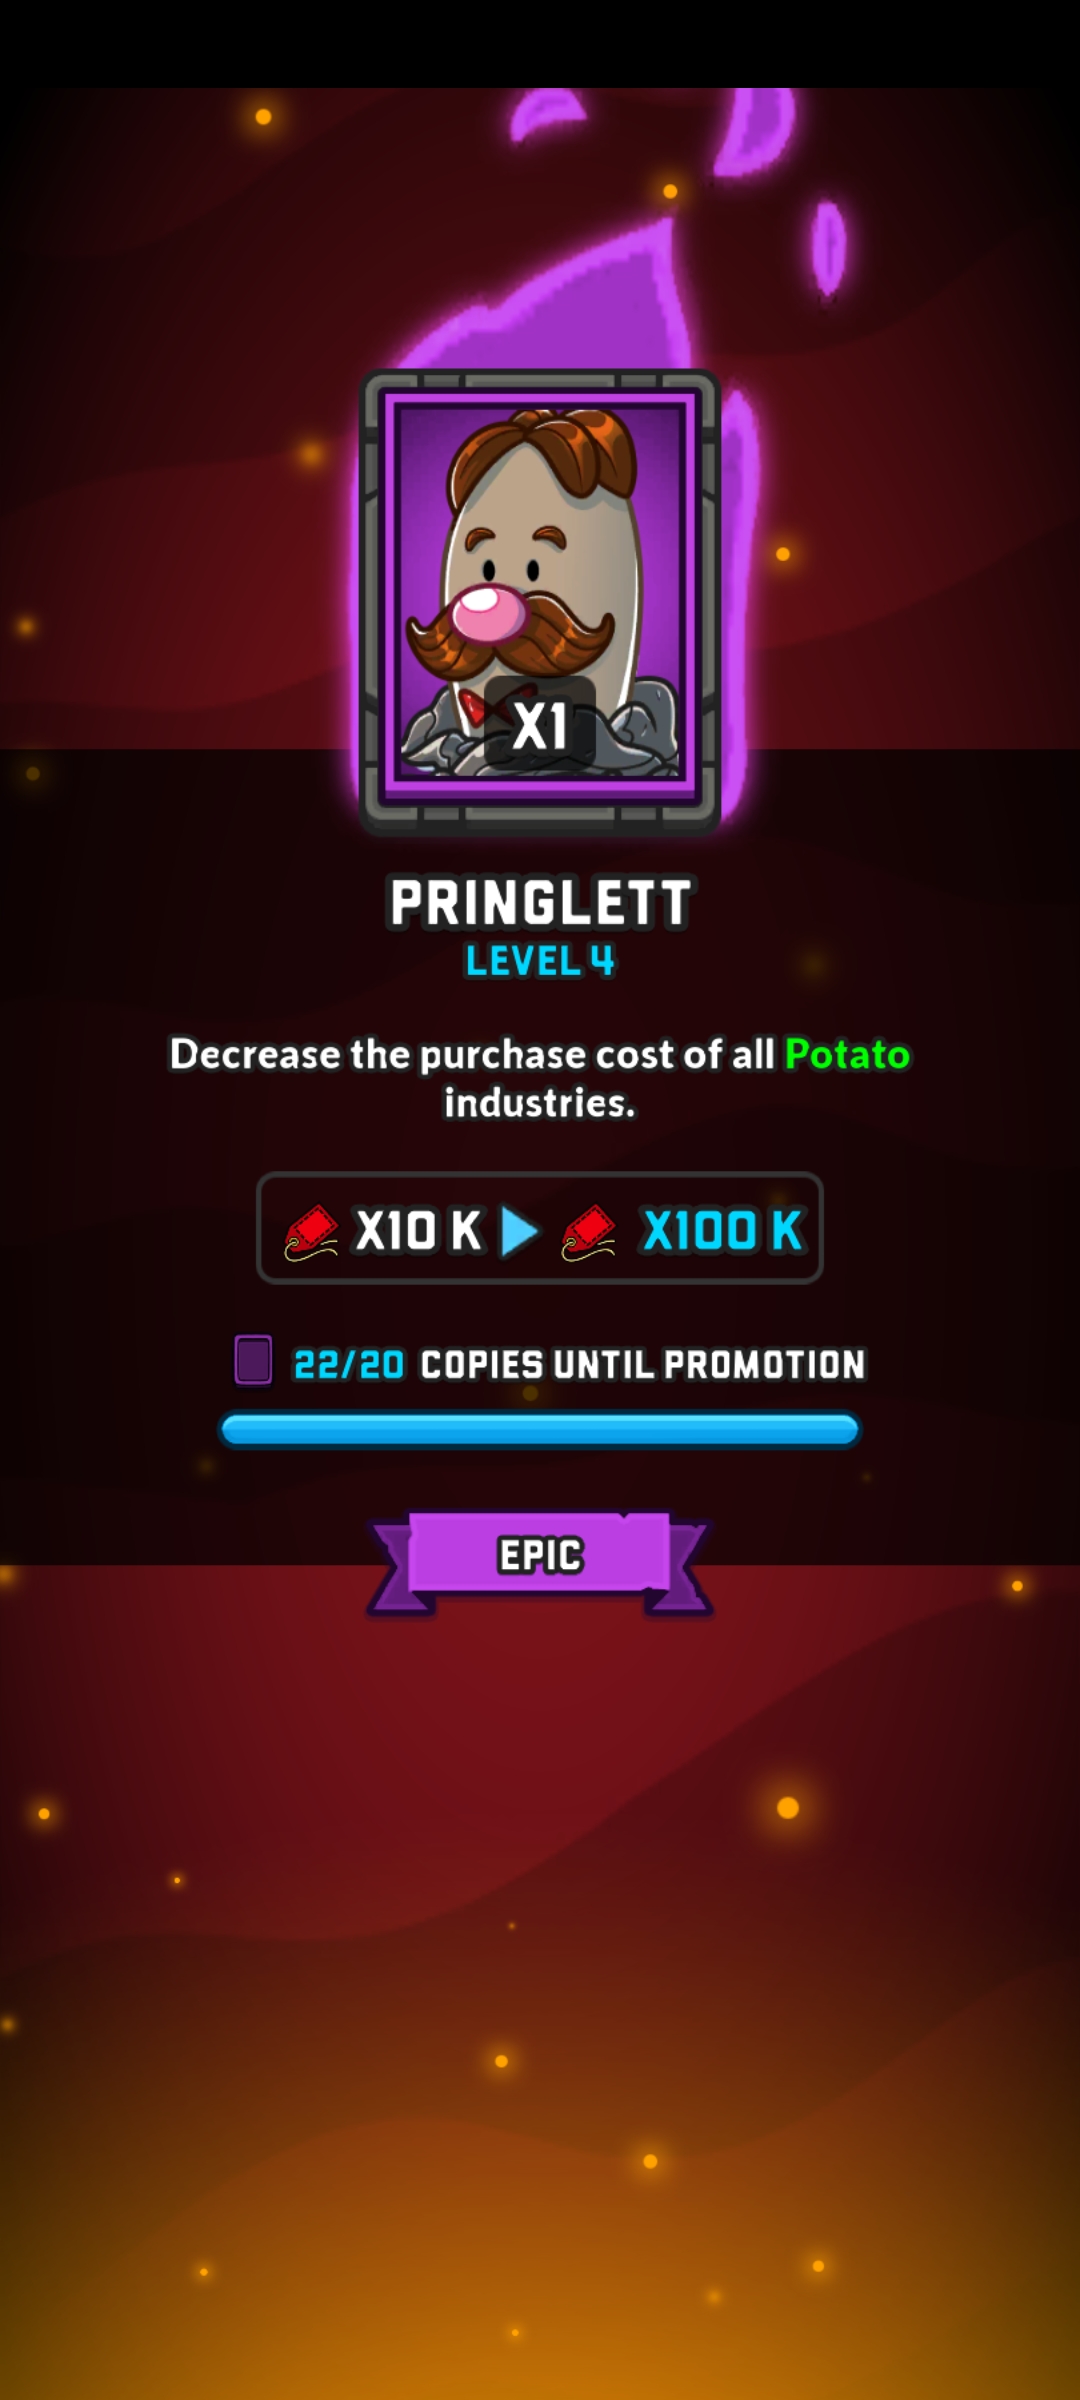 X1
PRINGLETT
LEVEL 4
Decrease the purchase cost of all Potato
industries.
X10 K X100 K
22/20 COPIES UNTIL PROMOTION
EPIC